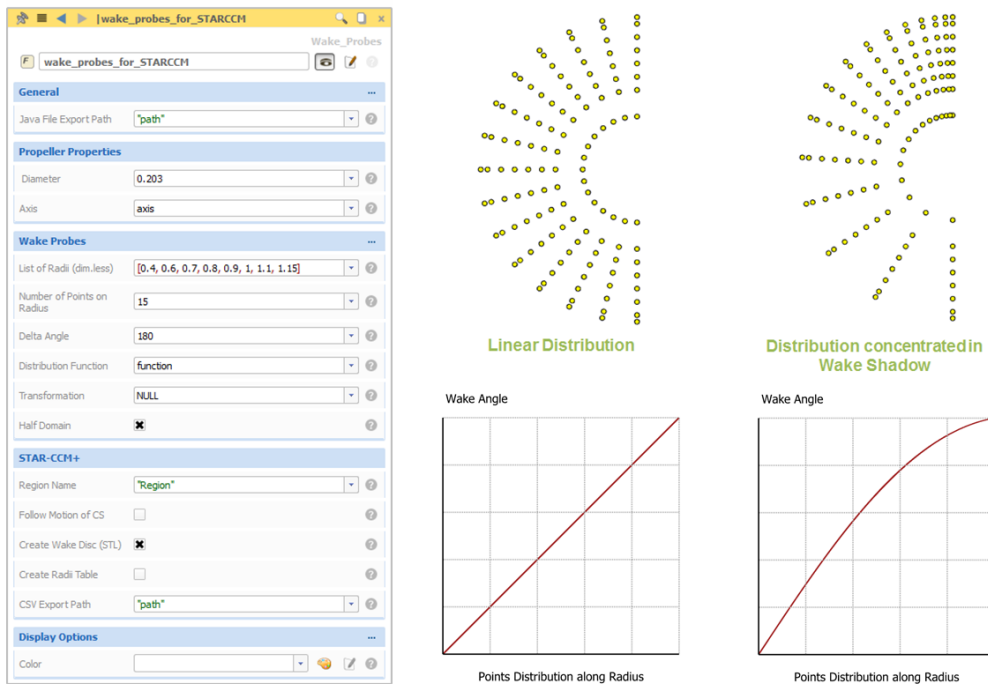 |wake_probes_for_STARCCM
Wake_Probes
F wake_probes_for_STARCCM
General
Java File Export Path "path"
Propeller Properties
Diameter 0.203
Axis axis
Wake Probes
List of Radii (dim.less) [0.4, 0.6, 0.7, 0.8, 0.9, 1, 1.1, 1.15]
Number of Points on
Radius 15
Delta Angle 180
Distribution Function function
Transformation NULL
Half Domain
STAR-CCM+
Region Name "Region"
Follow Motion of CS
Create Wake Disc (STL)
Create Radii Table
CSV Export Path "path"
Display Options
Color
Linear Distribution
Wake Angle
Points Distribution along Radius
Distribution concentrated in
Wake Shadow
Wake Angle
Points Distribution along Radius